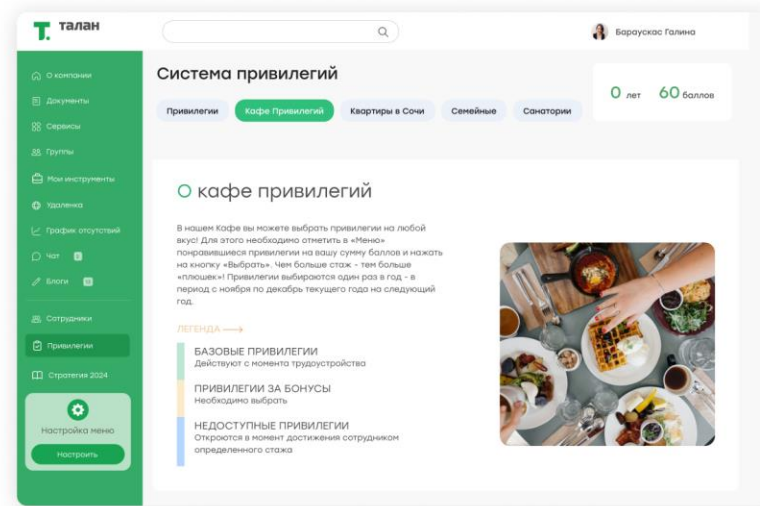 Т. талан
Бараускас Галина
О компании
Документы
Сервисы
Группы
Мои инструменты
Удаленка
График отсутствий
Чат
Блоги
Сотрудники
Привилегии
Стратегия 2024
Настройка меню
Настроить
Система привилегий
0 лет 60 баллов
Привилегии Кафе Привилегий Квартиры в Сочи Семейные Санатории
О кафе привилегий
В нашем Кафе вы можете выбрать привилегии на любой
вкус! Для этого необходимо отметить в «Меню»
понравившиеся привилегии на вашу сумму баллов и нажать
на кнопку «Выбрать». Чем больше стаж - тем больше
«плюшек»! Привилегии выбираются один раз в год - в
период с ноября по декабрь текущего года на следующий
год.
ЛЕГЕНДА
БАЗОВЫЕ ПРИВИЛЕГИИ
Действуют с момента трудоустройства
ПРИВИЛЕГИИ ЗА БОНУСЫ
Необходимо выбрать
НЕДОСТУПНЫЕ ПРИВИЛЕГИИ
Откроются в момент достижения сотрудником
определенного стажа